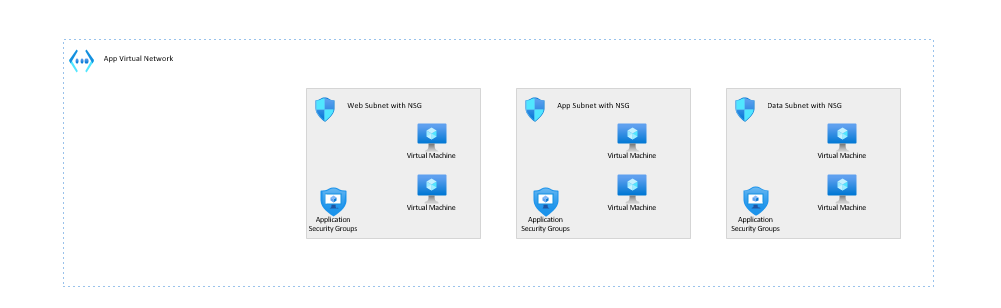 App Virtual Network
Web Subnet with NSG
Virtual Machine
Virtual Machine
Application
Security Groups
App Subnet with NSG
Virtual Machine
Virtual Machine
Application
Security Groups
Data Subnet with NSG
Virtual Machine
Virtual Machine
Application
Security Groups